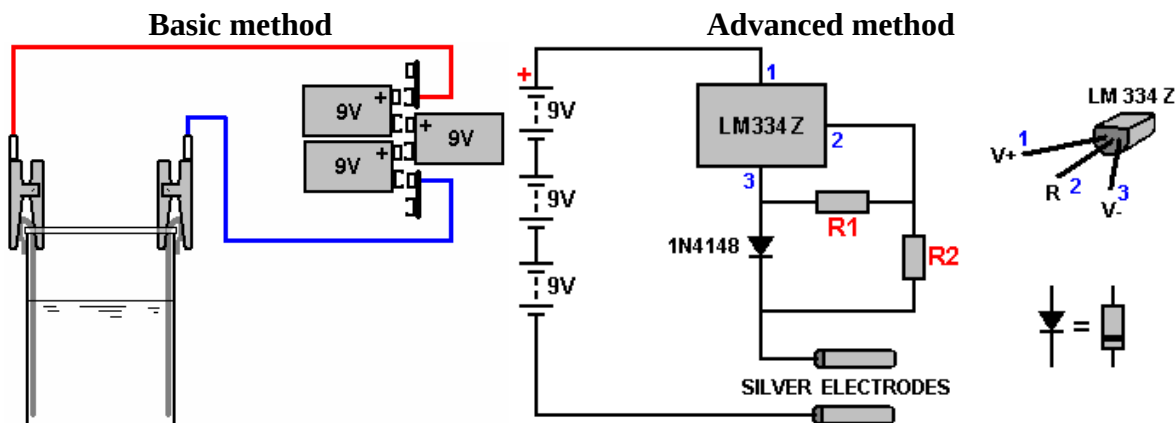 Basic method
9V
+
9V
+
9V
+
Advanced method
+
9V
9V
9V
1
LM334 Z
2
3
R1
1N4148
R2
SILVER ELECTRODES
LM 334 Z
1
V+
R
2
3
V-
=